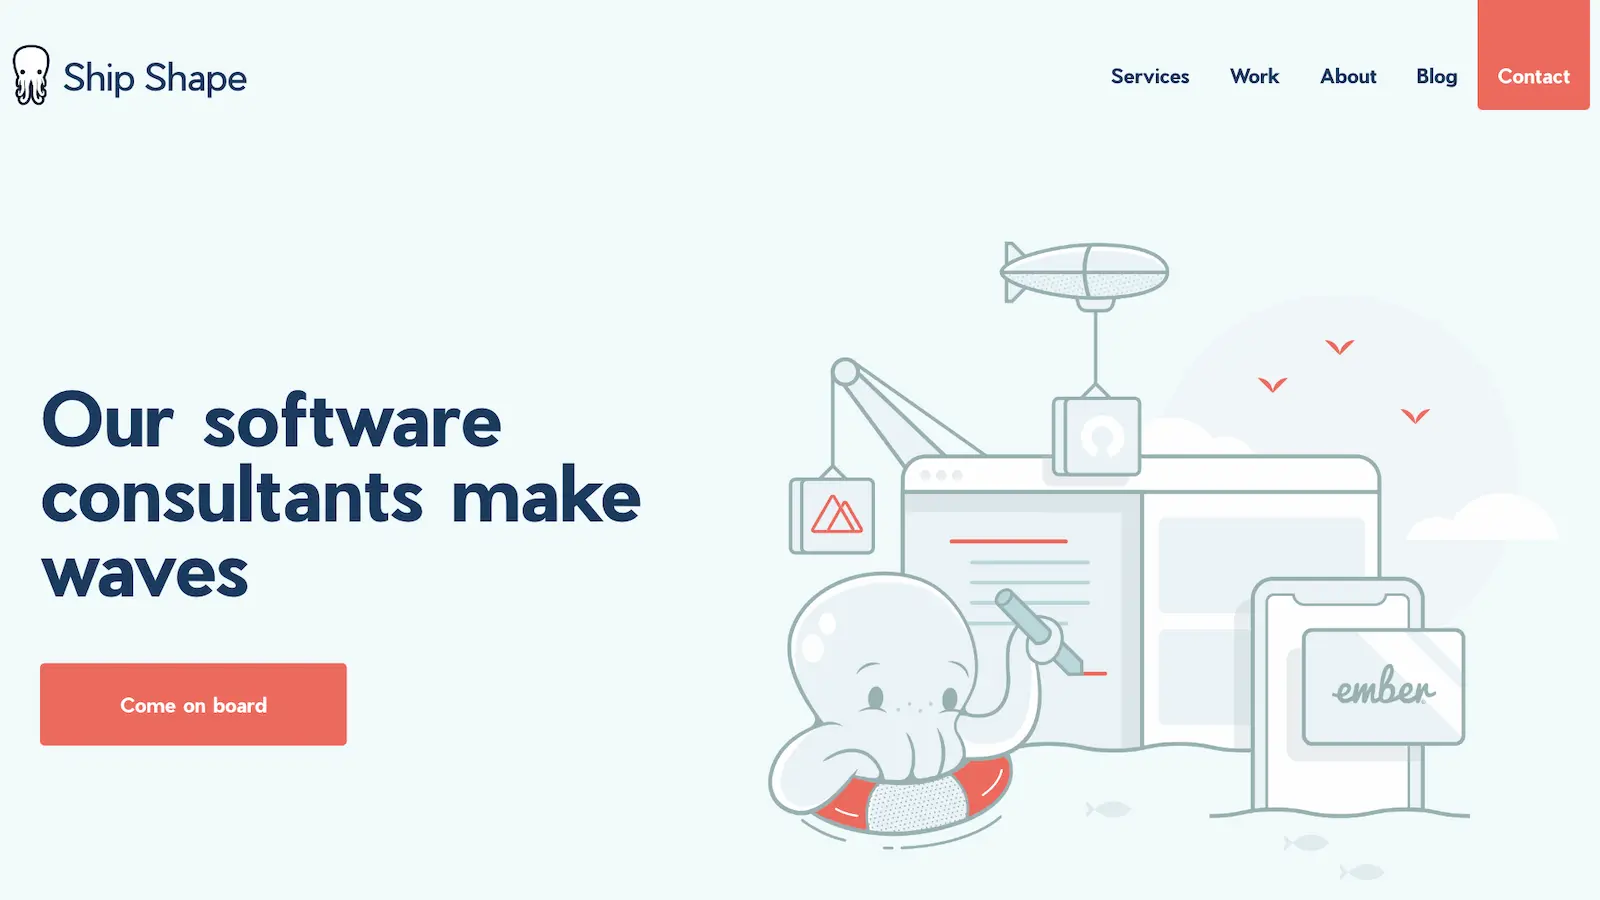 Ship Shape
Services
Work
About
Blog
Contact
Our software
consultants make
waves
Come on board
ember